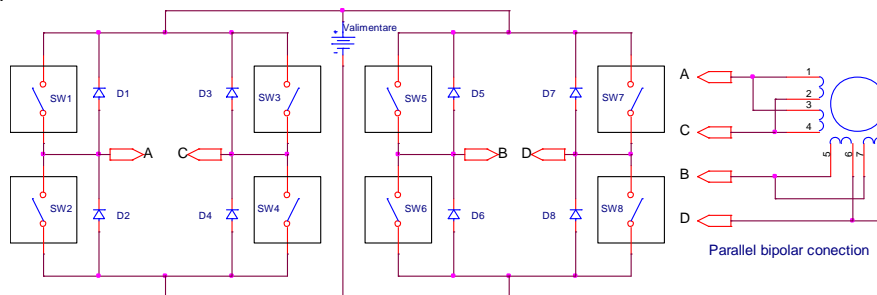 Valimentare
SW1
D1
D3
SW3
SW5
D5
D7
SW7
A
C
B
D
SW2
D2
D4
SW4
SW6
D6
D8
SW8
A
1
2
3
C
4
5
6
7
B
D
Parallel bipolar conection